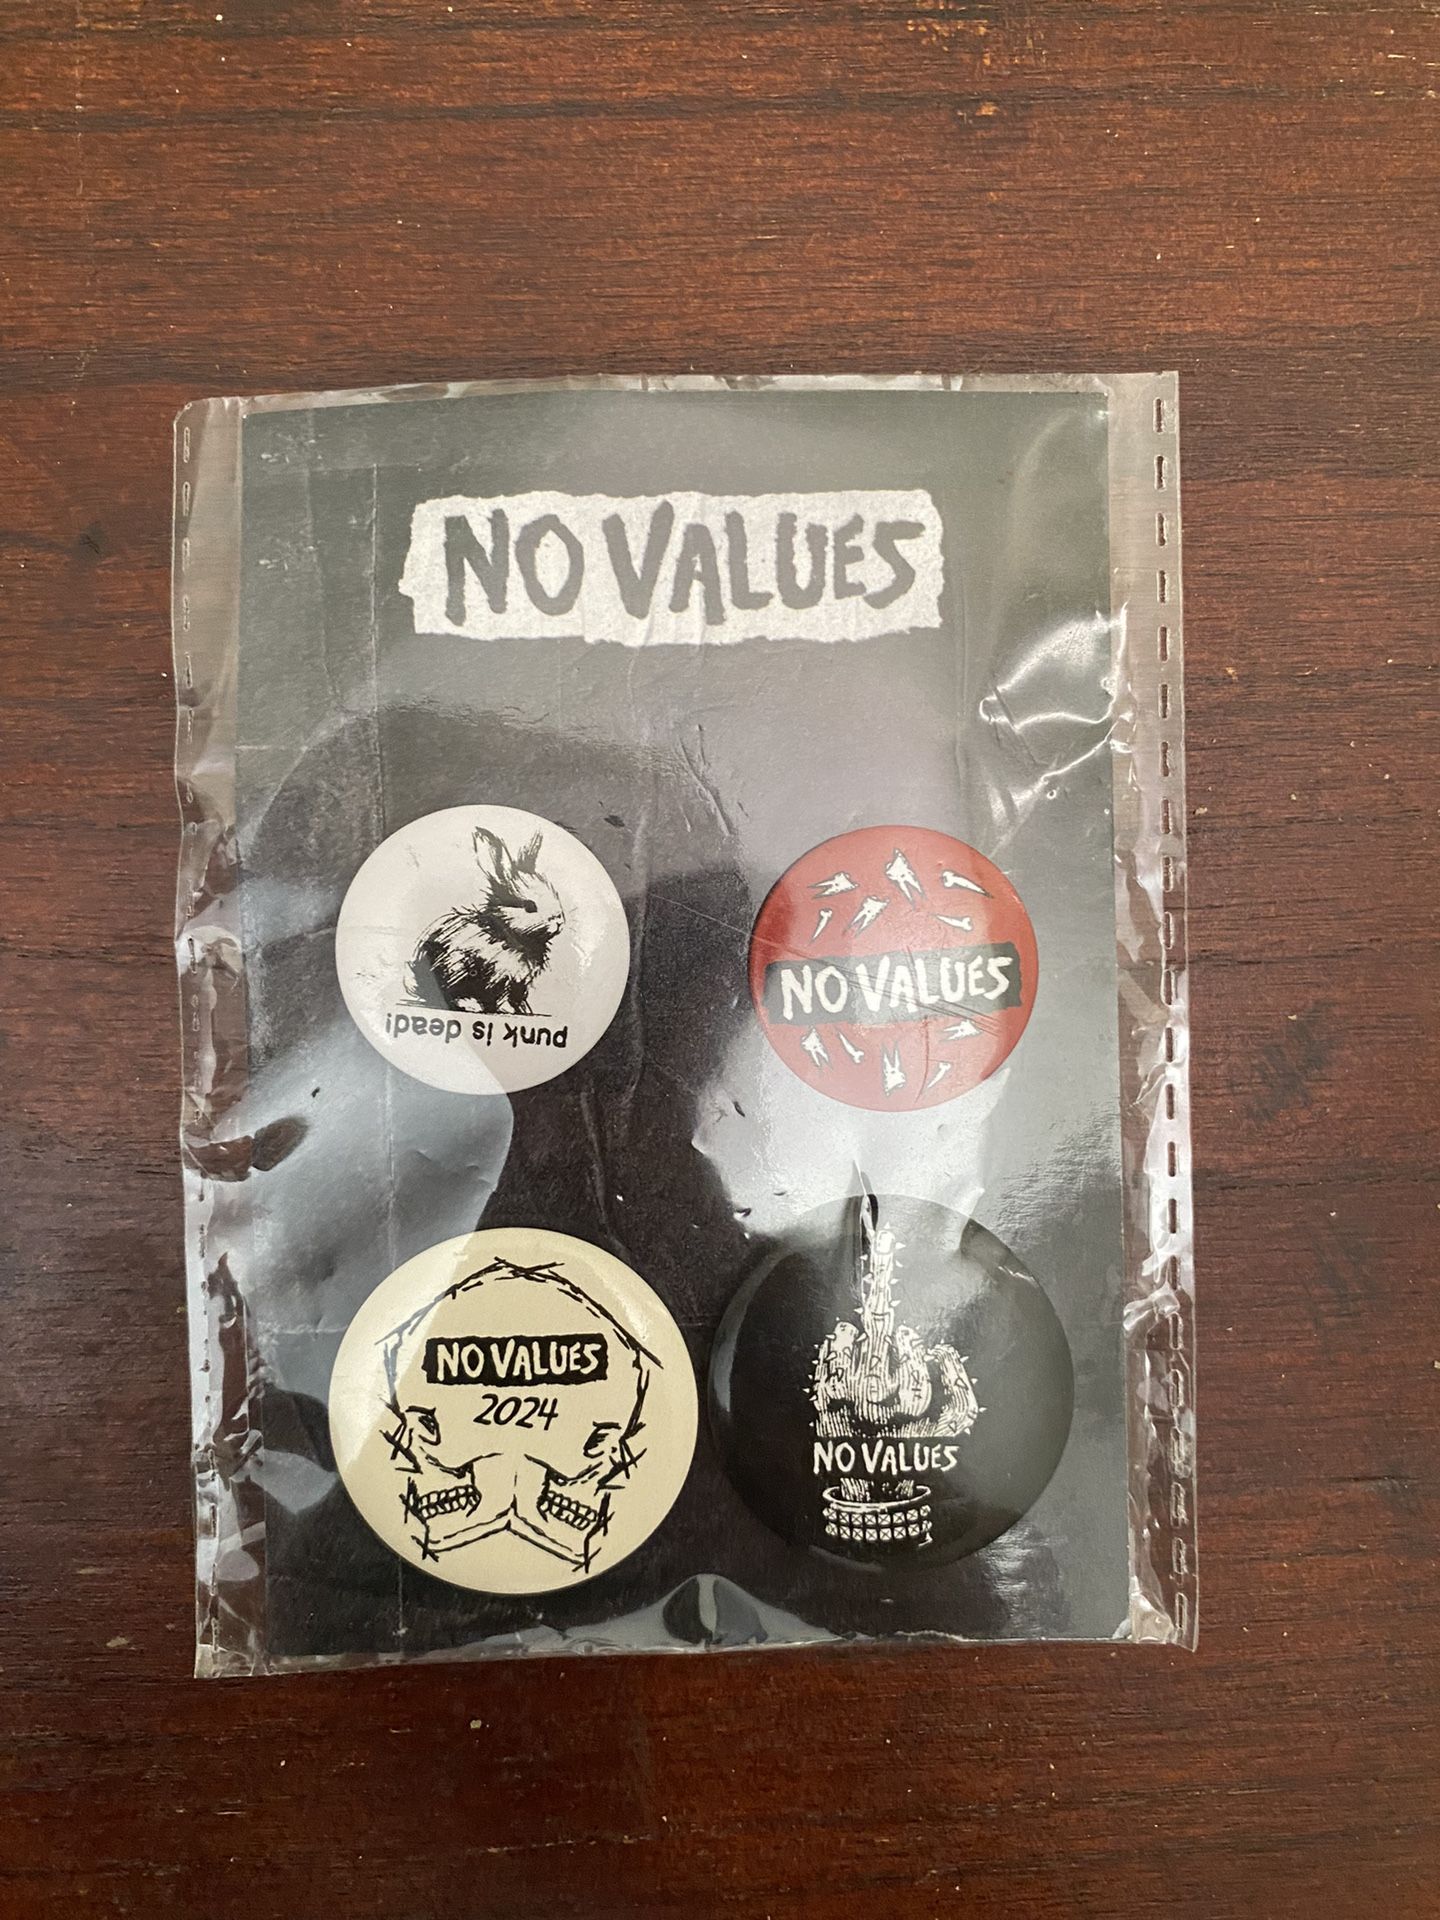 NO VALUES
punk is dead!
NO VALUES
NO VALUES
2024
NO VALUES